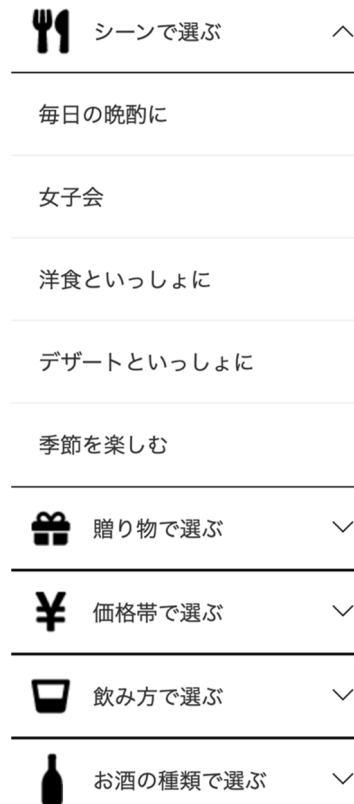 シーンで選ぶ
毎日の晩酌に
女子会
洋食といっしょに
デザートといっしょに
季節を楽しむ
贈り物で選ぶ
価格帯で選ぶ
飲み方で選ぶ
お酒の種類で選ぶ